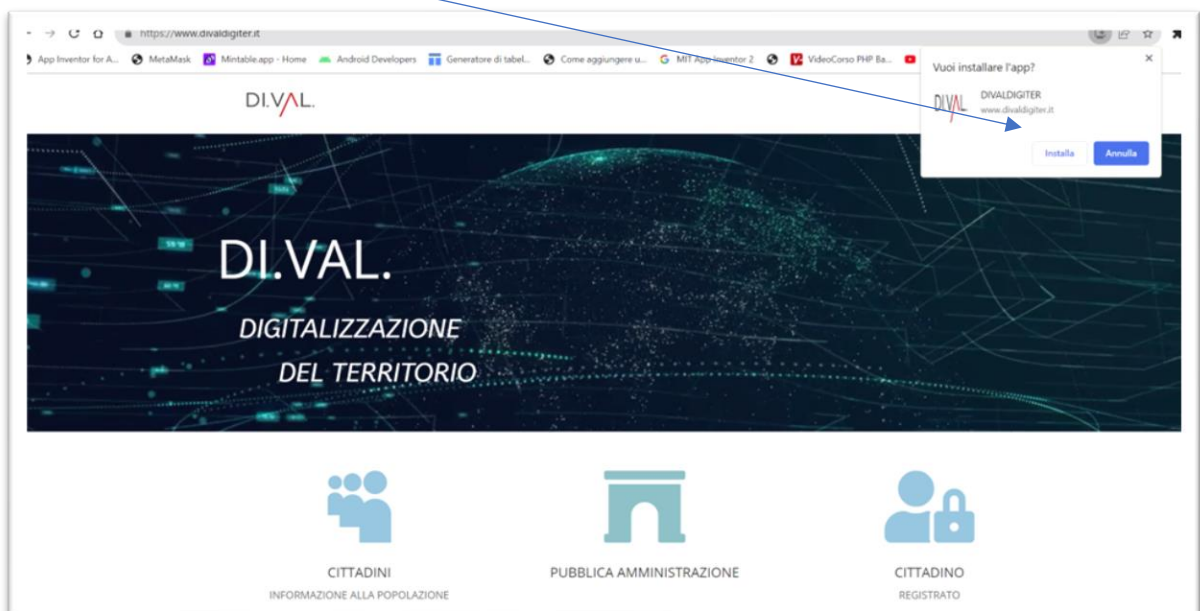 https://www.divaldigiter.it
App Inventor for A... MetaMask Mintable.app - Home Android Developers Generatore di tabel... Come aggiungere u... MIT App Inventor 2 VideoCorso PHP Ba...
Vuoi installare l'app?
DI.VAL.
DIVALDIGITER
www.divaldigiter.it
Installa Annulla
DI.VAL.
DI.VAL.
DIGITALIZZAZIONE
DEL TERRITORIO
CITTADINI
INFORMAZIONE ALLA POPOLAZIONE
PUBBLICA AMMINISTRAZIONE
CITTADINO
REGISTRATO